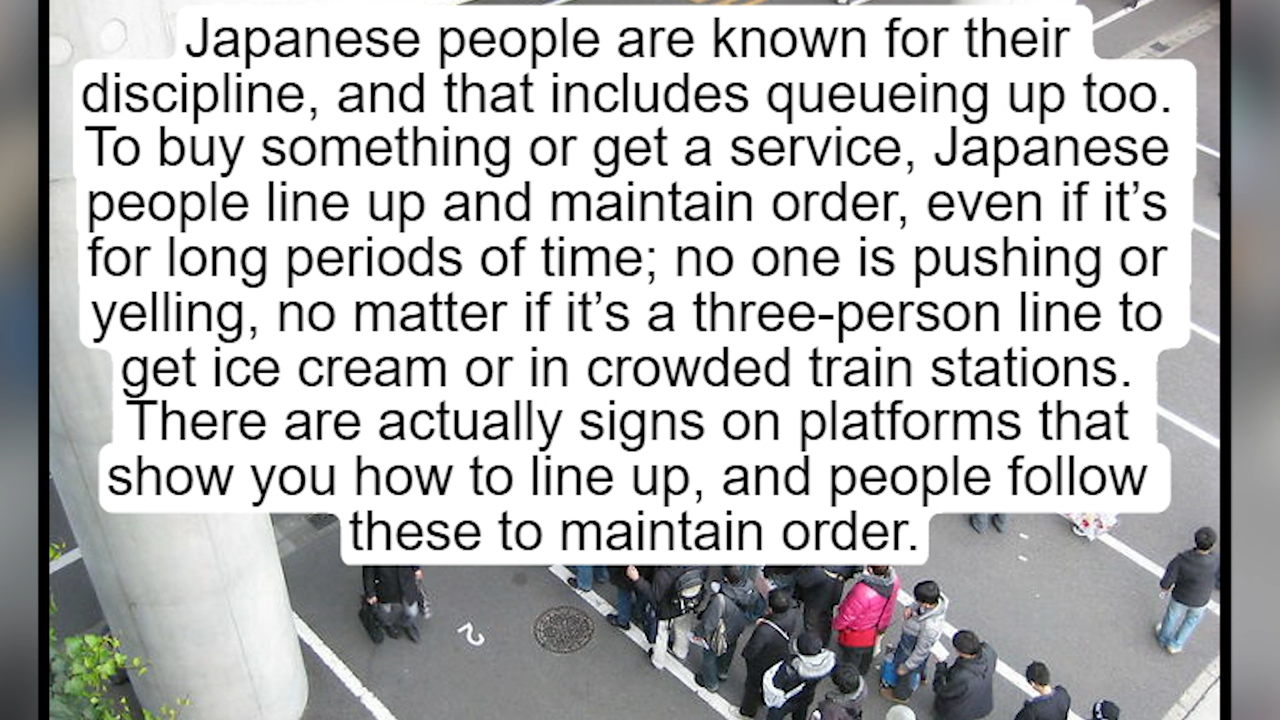 Japanese people are known for their
discipline, and that includes queueing up too.
To buy something or get a service, Japanese
people line up and maintain order, even if it’s
for long periods of time; no one is pushing or
yelling, no matter if it’s a three-person line to
get ice cream or in crowded train stations.
There are actually signs on platforms that
show you how to line up, and people follow
these to maintain order.
2